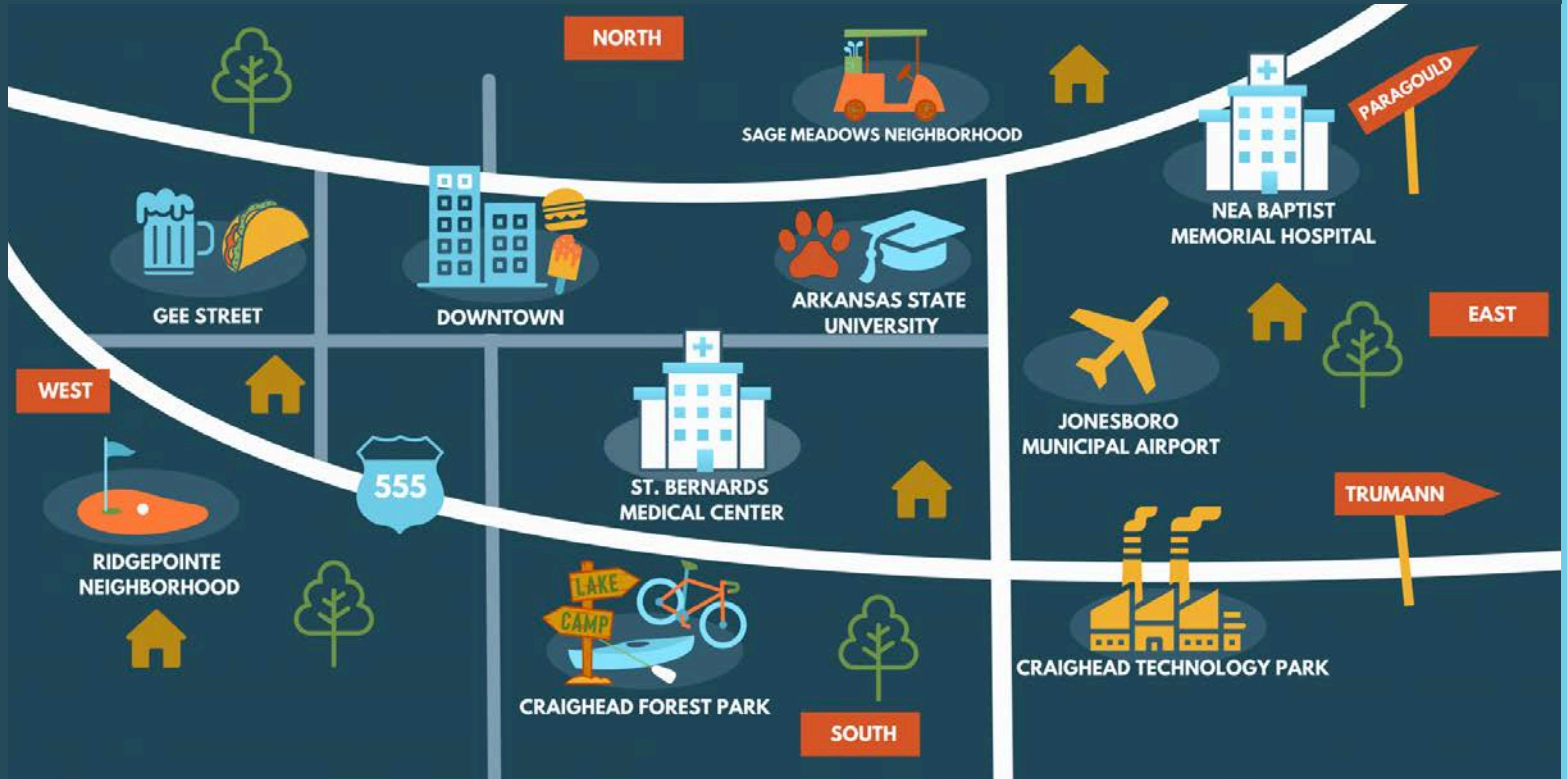 NORTH
PARAGOULD
SAGE MEADOWS NEIGHBORHOOD
NEA BAPTIST
MEMORIAL HOSPITAL
GEE STREET
DOWNTOWN
ARKANSAS STATE
UNIVERSITY
EAST
WEST
JONESBORO
MUNICIPAL AIRPORT
555
ST. BERNARDS
MEDICAL CENTER
TRUMANN
RIDGEPOINTE
NEIGHBORHOOD
LAKE
CAMP
CRAIGHEAD TECHNOLOGY PARK
CRAIGHEAD FOREST PARK
SOUTH